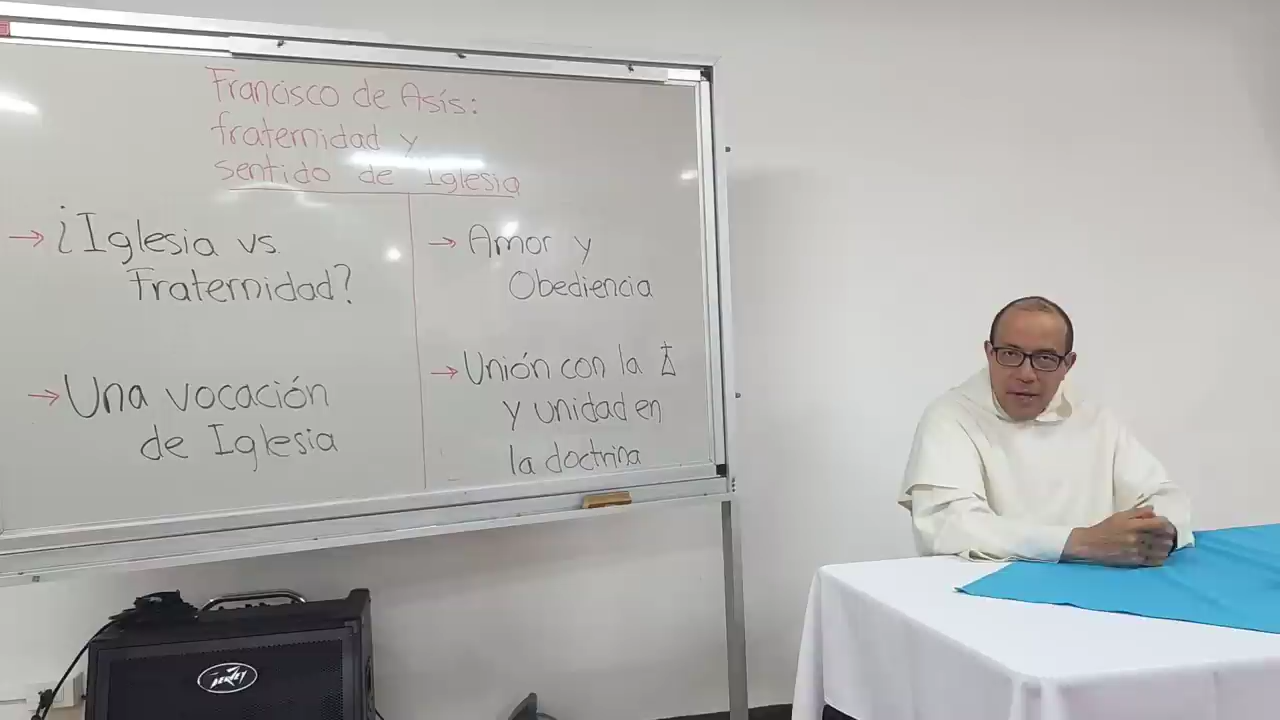 Francisco de Asís:
fraternidad y
sentido de Iglesia
→ ¿Iglesia vs.
Fraternidad?
→ Una vocación
de Iglesia
→ Amor y
Obediencia
→ Unión con la
y unidad en
la doctrina
PEAVEY